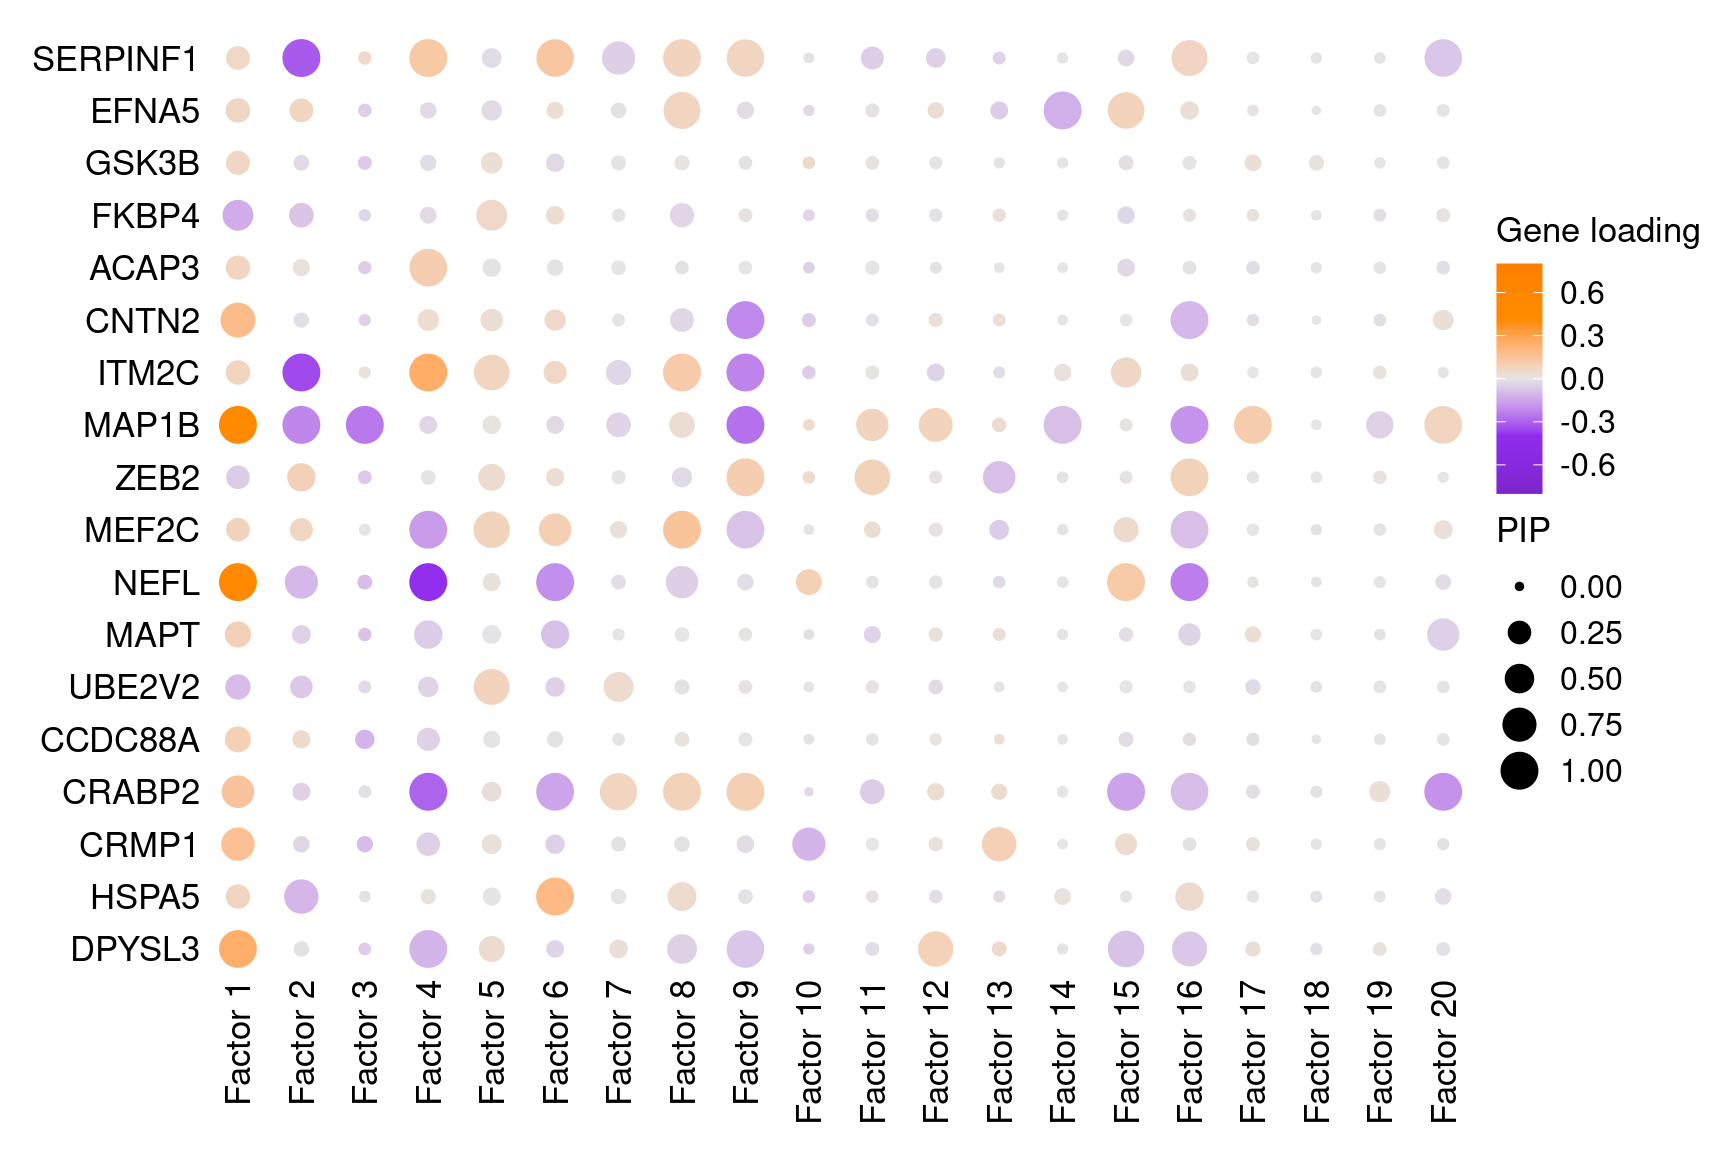 SERPINF1
EFNA5
GSK3B
FKBP4
ACAP3
CNTN2
ITM2C
MAP1B
ZEB2
MEF2C
NEFL
MAPT
UBE2V2
CCDC88A
CRABP2
CRMP1
HSPA5
DPYSL3
Factor 1
Factor 2
Factor 3
Factor 4
Factor 5
Factor 6
Factor 7
Factor 8
Factor 9
Factor 10
Factor 11
Factor 12
Factor 13
Factor 14
Factor 15
Factor 16
Factor 17
Factor 18
Factor 19
Factor 20
Gene loading
0.6
0.3
0.0
-0.3
-0.6
PIP
0.00
0.25
0.50
0.75
1.00